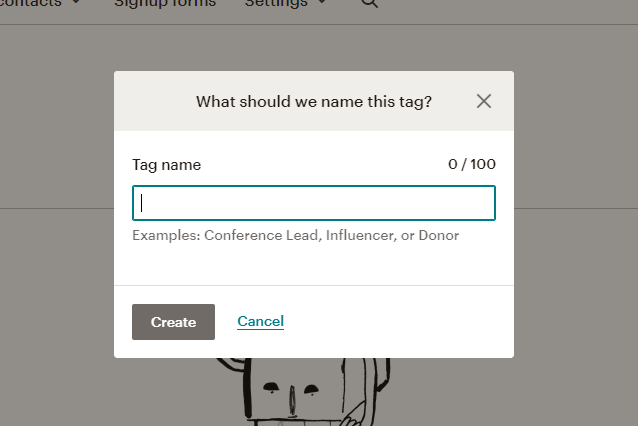 contacts
Signup forms
Settings
What should we name this tag?
Tag name
0 / 100
Examples: Conference Lead, Influencer, or Donor
Create
Cancel